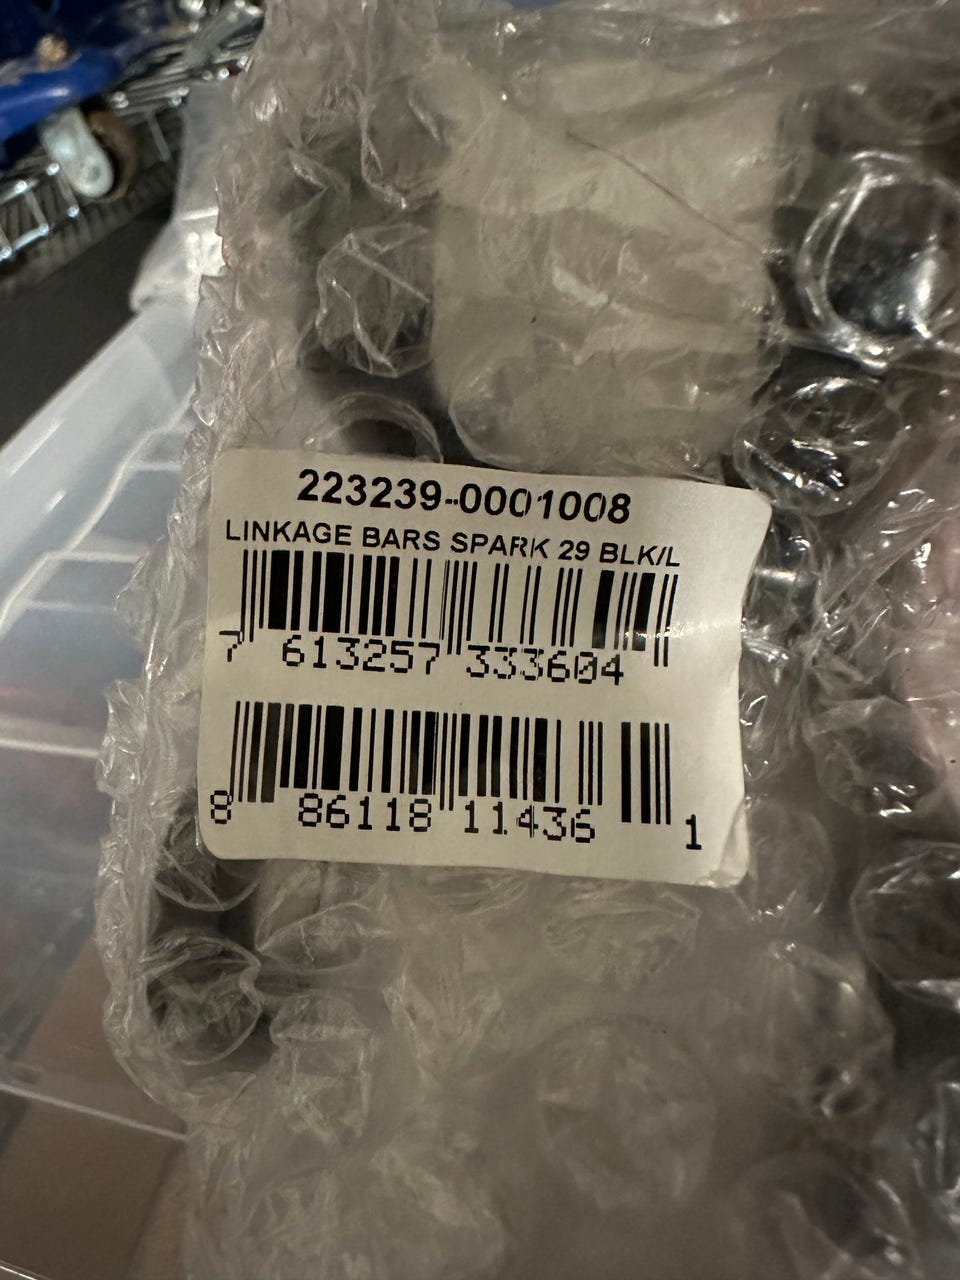 223239-0001008
LINKAGE BARS SPARK 29 BLK/L
7 613257 333604
8 86118 11436 1